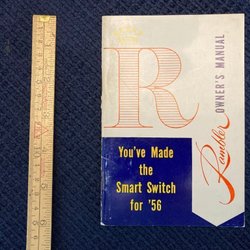 R
Rambler OWNER'S MANUAL
You've Made
the
Smart Switch
for '56